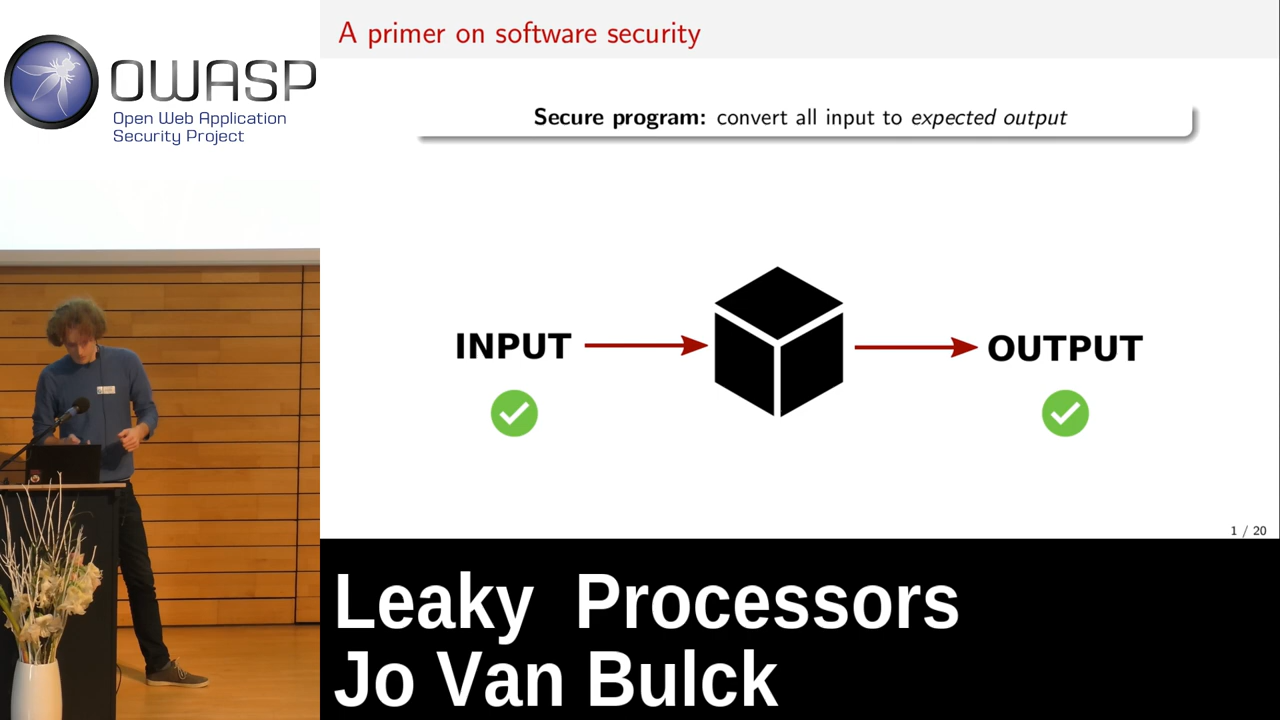 OWASP
Open Web Application
Security Project
A primer on software security
Secure program: convert all input to expected output
INPUT
OUTPUT
1 / 20
Leaky Processors
Jo Van Bulck